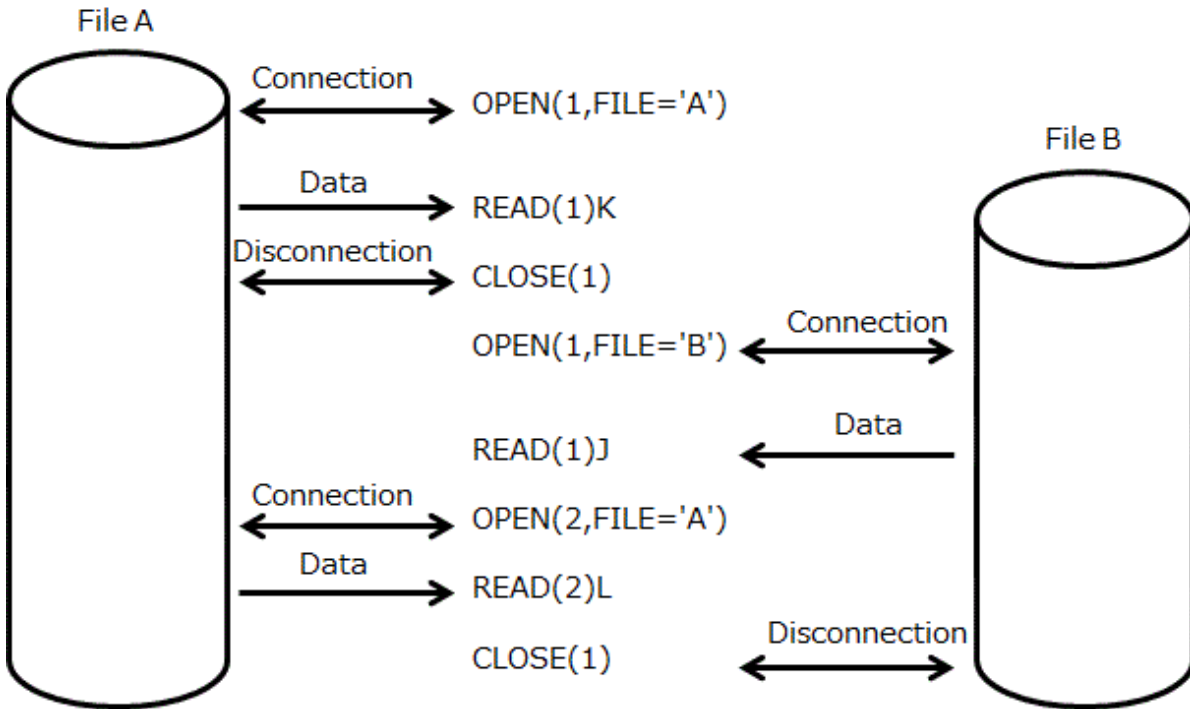 File A
Connection
OPEN(1,FILE='A')
File B
Data
READ(1)K
Disconnection
CLOSE(1)
Connection
OPEN(1,FILE='B')
Data
READ(1)J
Connection
OPEN(2,FILE='A')
Data
READ(2)L
Disconnection
CLOSE(1)